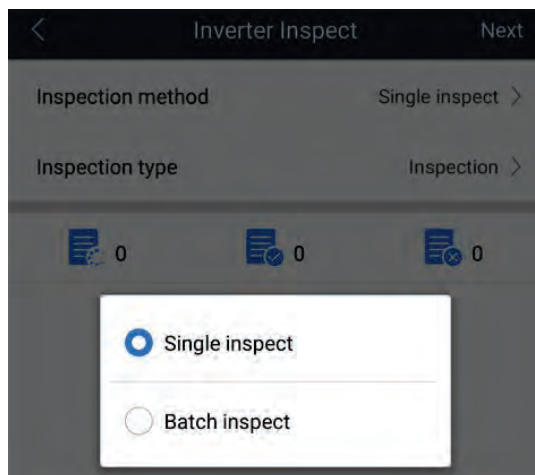 Inverter Inspect Next
Inspection method Single inspect
Inspection type Inspection
0 0 0
Single inspect
Batch inspect